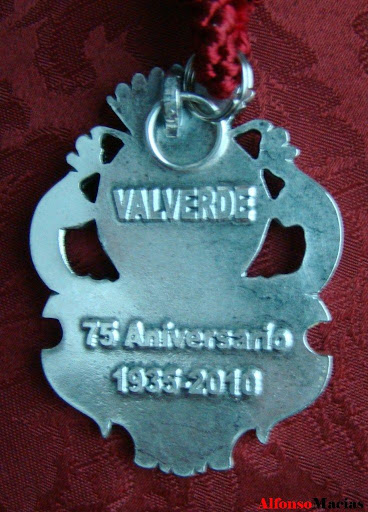 VALVERDE
75 Aniversario
1935-2010
AlfonsoMacias